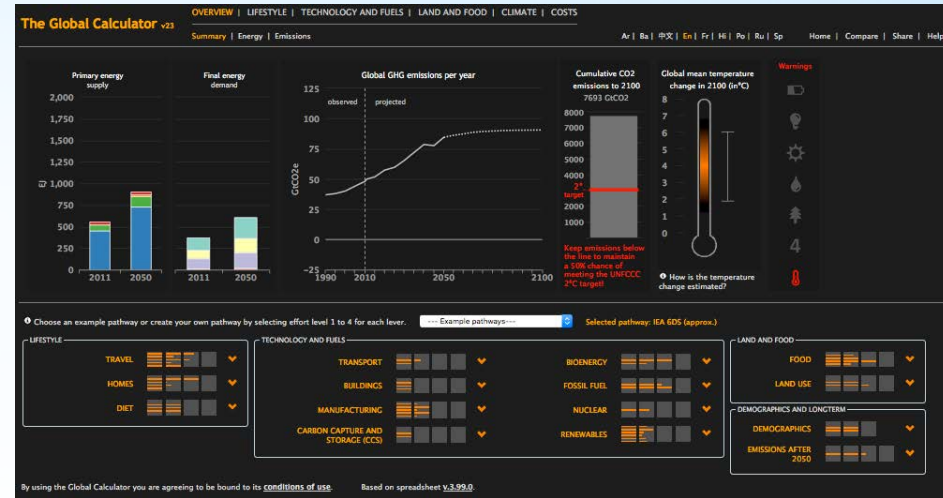 The Global Calculator v23
OVERVIEW | LIFESTYLE | TECHNOLOGY AND FUELS | LAND AND FOOD | CLIMATE | COSTS
Summary | Energy | Emissions
Ar | Ba | 中文 | En | Fr | Hi | Po | Ru | Sp
Home | Compare | Share | Help
Primary energy
supply
2,000
1,750
1,500
1,250
EJ 1,000
750
500
250
0
2011 2050
Final energy
demand
2011 2050
Global GHG emissions per year
observed projected
GtCO2e
125
100
75
50
25
0
−25
1990 2010 2050 2100
Cumulative CO2
emissions to 2100
7693 GtCO2
8000
7000
6000
5000
4000
2°
target
2000
1000
Keep emissions below
the line to maintain
a 50% chance of
meeting the UNFCCC
2°C target!
Global mean temperature
change in 2100 (in°C)
8
7
6
5
4
3
2
1
0
How is the temperature
change estimated?
Warnings
4
Choose an example pathway or create your own pathway by selecting effort level 1 to 4 for each lever.
--- Example pathways---
Selected pathway: IEA 6DS (approx.)
LIFESTYLE
TRAVEL
HOMES
DIET
TECHNOLOGY AND FUELS
TRANSPORT
BUILDINGS
MANUFACTURING
CARBON CAPTURE AND
STORAGE (CCS)
BIOENERGY
FOSSIL FUEL
NUCLEAR
RENEWABLES
LAND AND FOOD
FOOD
LAND USE
DEMOGRAPHICS AND LONGTERM
DEMOGRAPHICS
EMISSIONS AFTER
2050
By using the Global Calculator you are agreeing to be bound to its conditions of use. Based on spreadsheet v.3.99.0.